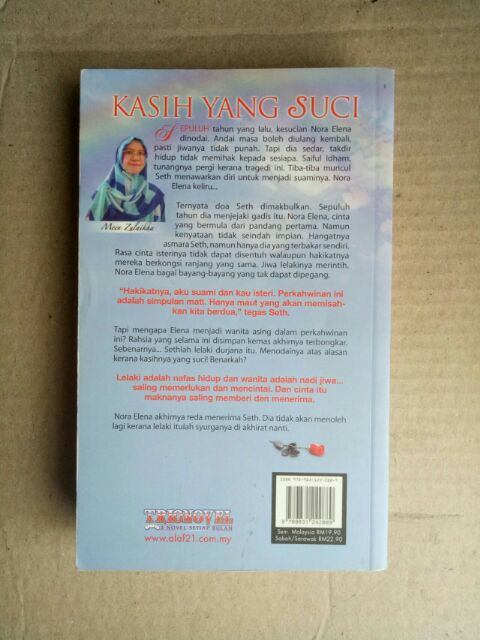 KASIH YANG SUCI
SEPULUH tahun yang lalu, kesucian Nora Elena
dinodai. Andai masa boleh diulang kembali,
pasti jiwanya tidak punah. Tapi dia sedar, takdir
hidup tidak memihak kepada sesiapa. Saiful Idham,
tunangnya pergi kerana tragedi ini. Tiba-tiba muncul
Seth menawarkan diri untuk menjadi suaminya. Nora
Elena keliru...
Meen Zulaikha
Ternyata doa Seth dimakbulkan. Sepuluh
tahun dia menjejaki gadis itu. Nora Elena, cinta
yang bermula dari pandang pertama. Namun
kenyataan tidak seindah impian. Hangatnya
asmara Seth, namun hanya dia yang terbakar sendiri.
Rasa cinta isterinya tidak dapat disentuh walaupun hakikatnya
mereka berkongsi ranjang yang sama. Jiwa lelakinya merintih.
Nora Elena bagai bayang-bayang yang tak dapat dipegang.
"Hakikatnya, aku suami dan kau isteri. Perkahwinan ini
adalah simpulan mati. Hanya maut yang akan memisah-
kan kita berdua," tegas Seth.
Tapi mengapa Elena menjadi wanita asing dalam perkahwinan
ini? Rahsia yang selama ini disimpan kemas akhirnya terbongkar.
Sebenarnya... Sethlah lelaki durjana itu. Menodainya atas alasan
kerana kasihnya yang suci! Benarkah?
Lelaki adalah nafas hidup dan wanita adalah nadi jiwa...
saling memerlukan dan mencintai. Dan cinta itu
maknanya saling memberi dan menerima.
Nora Elena akhirnya reda menerima Seth. Dia tidak akan menoleh
lagi kerana lelaki itulah syurganya di akhirat nanti.
TRIONOVEL
3 NOVEL SETIAP BULAN
www.alaf21.com.my
Sem. Malaysia RM19.90
Sabah/Sarawak RM22.90